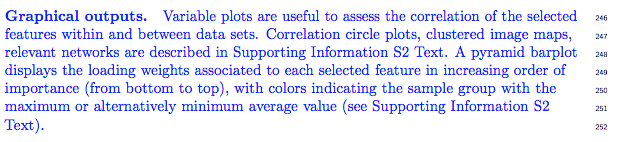 Graphical outputs. Variable plots are useful to assess the correlation of the selected 246
features within and between data sets. Correlation circle plots, clustered image maps, 247
relevant networks are described in Supporting Information S2 Text. A pyramid barplot 248
displays the loading weights associated to each selected feature in increasing order of 249
importance (from bottom to top), with colors indicating the sample group with the 250
maximum or alternatively minimum average value (see Supporting Information S2 251
Text). 252